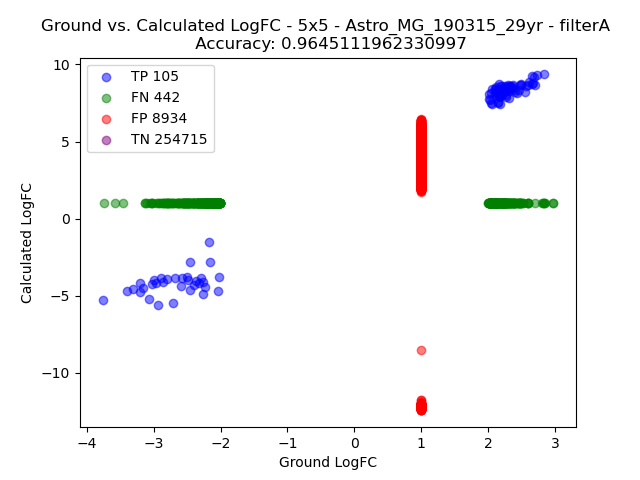 Ground vs. Calculated LogFC - 5x5 - Astro_MG_190315_29yr - filterA
Accuracy: 0.9645111962330997
TP 105
FN 442
FP 8934
TN 254715
10
5
0
−5
−10
Calculated LogFC
−4
−3
−2
−1
0
1
2
3
Ground LogFC